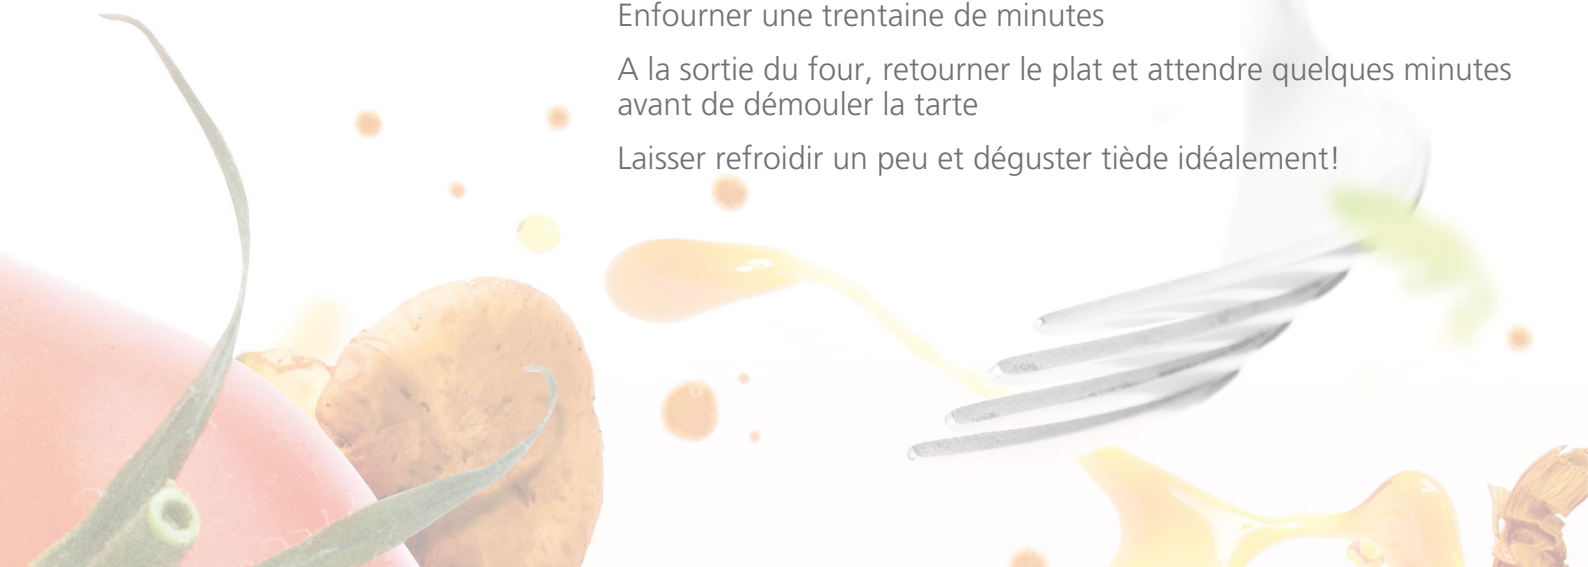 Enfourner une trentaine de minutes
A la sortie du four, retourner le plat et attendre quelques minutes
avant de démouler la tarte
Laisser refroidir un peu et déguster tiède idéalement!